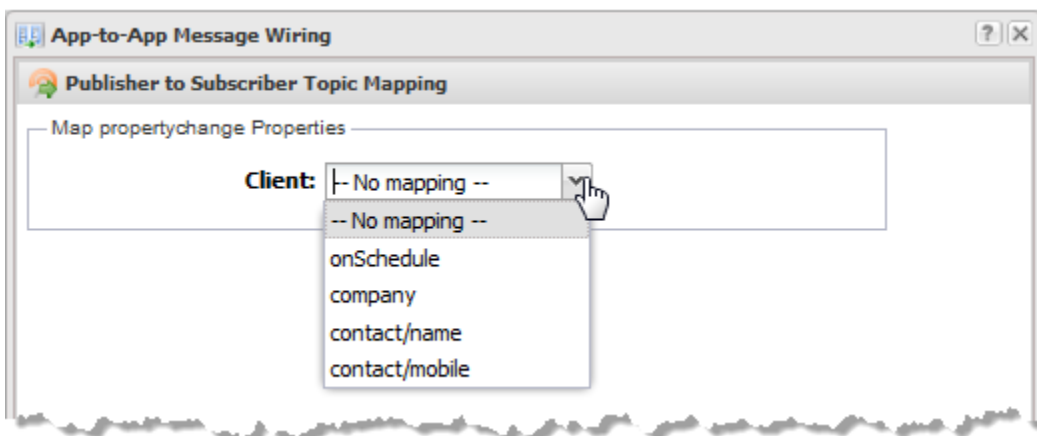 App-to-App Message Wiring
?
Publisher to Subscriber Topic Mapping
Map propertychange Properties
Client: -- No mapping --
-- No mapping --
onSchedule
company
contact/name
contact/mobile